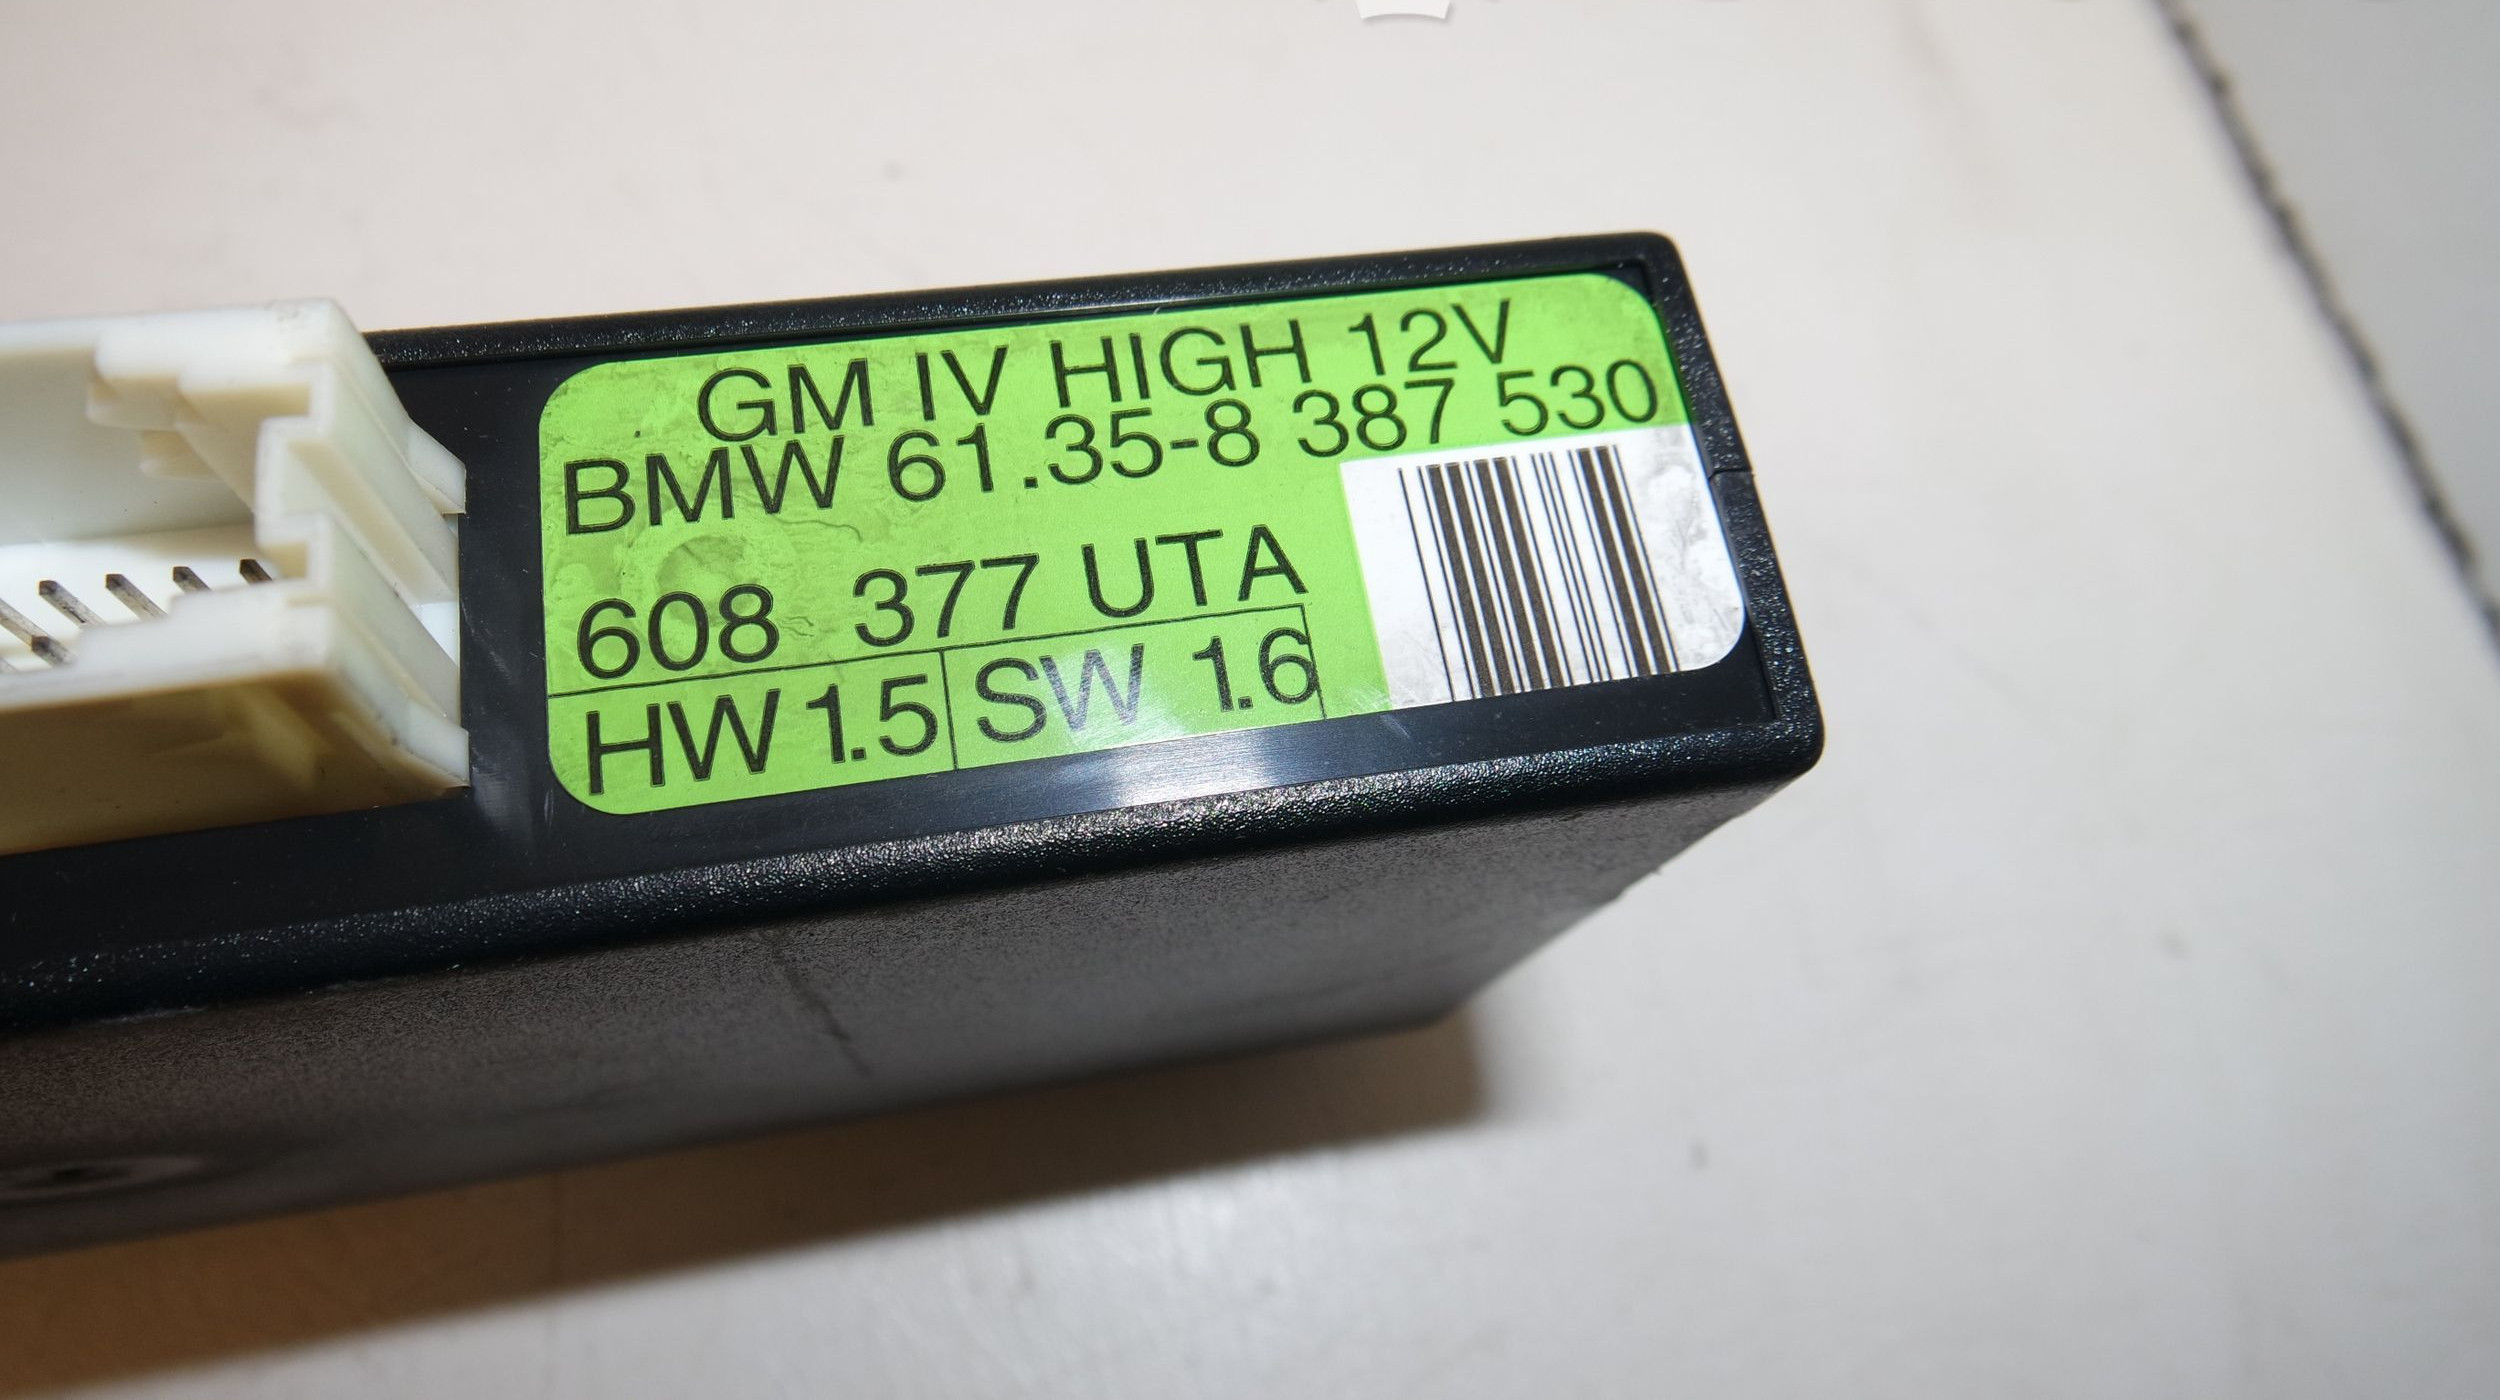 GM IV HIGH 12V
BMW 61.35-8 387 530
608 377 UTA
HW 1.5 SW 1.6